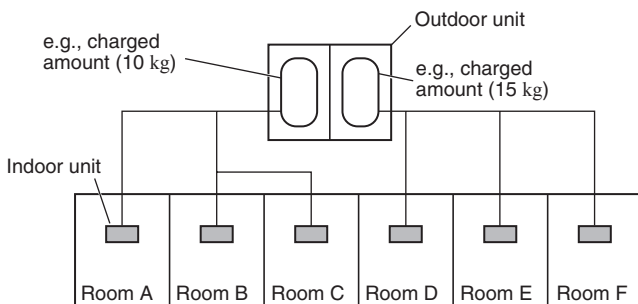 Outdoor unit
e.g., charged
amount (10 kg)
e.g., charged
amount (15 kg)
Indoor unit
Room A Room B Room C Room D Room E Room F